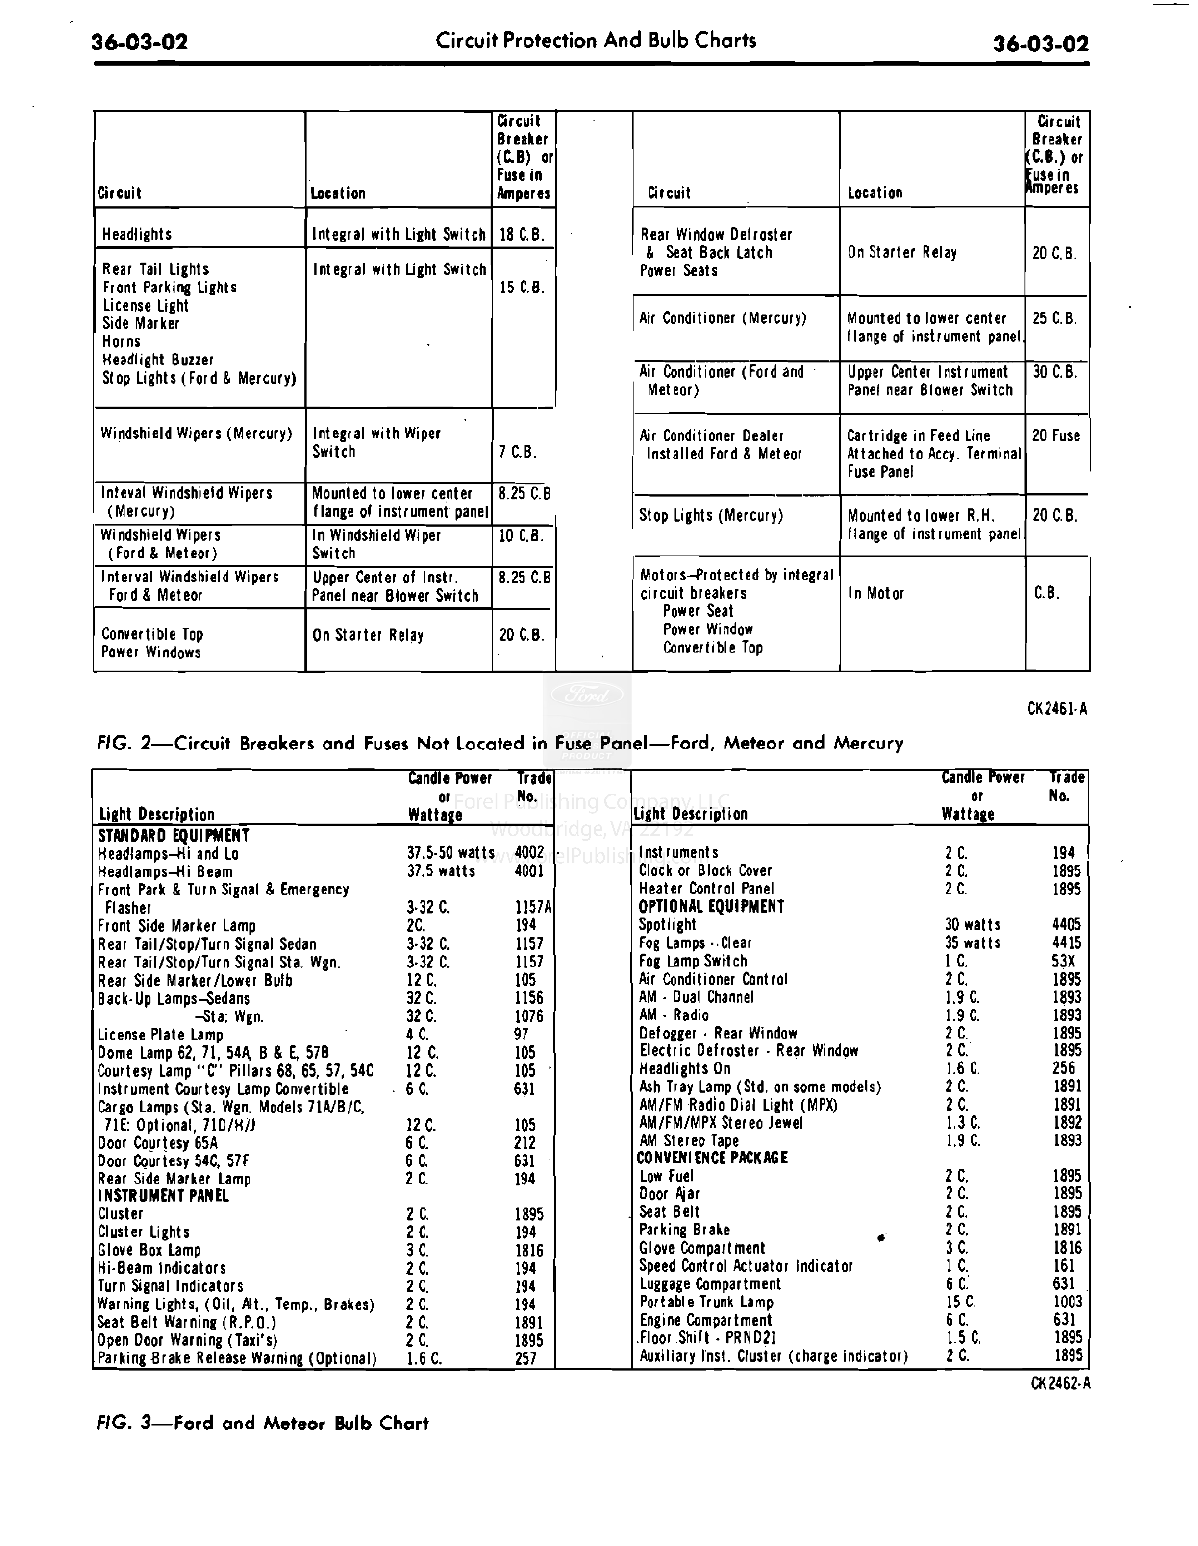 36-03-02 Circuit Protection And Bulb Charts 36-03-02
Circuit Location Circuit Breaker (C.B) or Fuse in Amperes
Headlights Integral with Light Switch 18 C.B.
Rear Tail Lights Integral with Light Switch
Front Parking Lights 15 C.B.
License Light
Side Marker
Horns
Headlight Buzzer
Stop Lights (Ford & Mercury)
Windshield Wipers (Mercury) Integral with Wiper
Switch 7 C.B.
Inteval Windshield Wipers Mounted to lower center 8.25 C.B
(Mercury) flange of instrument panel
Windshield Wipers In Windshield Wiper 10 C.B.
(Ford & Meteor) Switch
Interval Windshield Wipers Upper Center of Instr. 8.25 C.B
Ford & Meteor Panel near Blower Switch
Convertible Top On Starter Relay 20 C.B.
Power Windows
Circuit Location Circuit Breaker (C.B.) or Fuse in Amperes
Rear Window Defroster
& Seat Back Latch On Starter Relay 20 C.B.
Power Seats
Air Conditioner (Mercury) Mounted to lower center 25 C.B.
flange of instrument panel
Air Conditioner (Ford and Upper Center Instrument 30 C.B.
Meteor) Panel near Blower Switch
Air Conditioner Dealer Cartridge in Feed Line 20 Fuse
Installed Ford & Meteor Attached to Accy. Terminal
Fuse Panel
Stop Lights (Mercury) Mounted to lower R.H. 20 C.B.
flange of instrument panel
Motors-Protected by integral
circuit breakers In Motor C.B.
Power Seat
Power Window
Convertible Top
CK2461-A
Ford
FIG. 2—Circuit Breakers and Fuses Not Located in Fuse Panel—Ford, Meteor and Mercury
PRODUCT
Forel Publishing Company, LLC
Woodbridge, VA 22192
www.ForelPublishing.com
Light Description Candle Power or Wattage Trade No.
STANDARD EQUIPMENT
Headlamps-Hi and Lo 37.5-50 watts 4002
Headlamps-Hi Beam 37.5 watts 4001
Front Park & Turn Signal & Emergency
Flasher 3-32 C. 1157A
Front Side Marker Lamp 2C. 194
Rear Tail/Stop/Turn Signal Sedan 3-32 C. 1157
Rear Tail/Stop/Turn Signal Sta. Wgn. 3-32 C. 1157
Rear Side Marker/Lower Bulb 12 C. 105
Back-Up Lamps-Sedans 32 C. 1156
-Sta; Wgn. 32 C. 1076
License Plate Lamp 4 C. 97
Dome Lamp 62, 71, 54A, B & E, 57B 12 C. 105
Courtesy Lamp "C" Pillars 68, 65, 57, 54C 12 C. 105
Instrument Courtesy Lamp Convertible 6 C. 631
Cargo Lamps (Sta. Wgn. Models 71A/B/C,
71E: Optional, 71D/H/J 12 C. 105
Door Courtesy 65A 6 C. 212
Door Courtesy 54C, 57F 6 C. 631
Rear Side Marker Lamp 2 C. 194
INSTRUMENT PANEL
Cluster 2 C. 1895
Cluster Lights 2 C. 194
Glove Box Lamp 3 C. 1816
Hi-Beam Indicators 2 C. 194
Turn Signal Indicators 2 C. 194
Warning Lights, (Oil, Alt., Temp., Brakes) 2 C. 194
Seat Belt Warning (R.P.O.) 2 C. 1891
Open Door Warning (Taxi's) 2 C. 1895
Parking Brake Release Warning (Optional) 1.6 C. 257
Light Description Candle Power or Wattage Trade No.
Instruments 2 C. 194
Clock or Block Cover 2 C. 1895
Heater Control Panel 2 C. 1895
OPTIONAL EQUIPMENT
Spotlight 30 watts 4405
Fog Lamps - Clear 35 watts 4415
Fog Lamp Switch 1 C. 53X
Air Conditioner Control 2 C. 1895
AM - Dual Channel 1.9 C. 1893
AM - Radio 1.9 C. 1893
Defogger - Rear Window 2 C. 1895
Electric Defroster - Rear Window 2 C. 1895
Headlights On 1.6 C. 256
Ash Tray Lamp (Std. on some models) 2 C. 1891
AM/FM Radio Dial Light (MPX) 2 C. 1891
AM/FM/MPX Stereo Jewel 1.3 C. 1892
AM Stereo Tape 1.9 C. 1893
CONVENIENCE PACKAGE
Low Fuel 2 C. 1895
Door Ajar 2 C. 1895
Seat Belt 2 C. 1895
Parking Brake 2 C. 1891
Glove Compartment 3 C. 1816
Speed Control Actuator Indicator 1 C. 161
Luggage Compartment 6 C. 631
Portable Trunk Lamp 15 C. 1003
Engine Compartment 6 C. 631
Floor Shift - PRND21 1.5 C. 1895
Auxiliary Inst. Cluster (charge indicator) 2 C. 1895
CK2462-A
FIG. 3—Ford and Meteor Bulb Chart